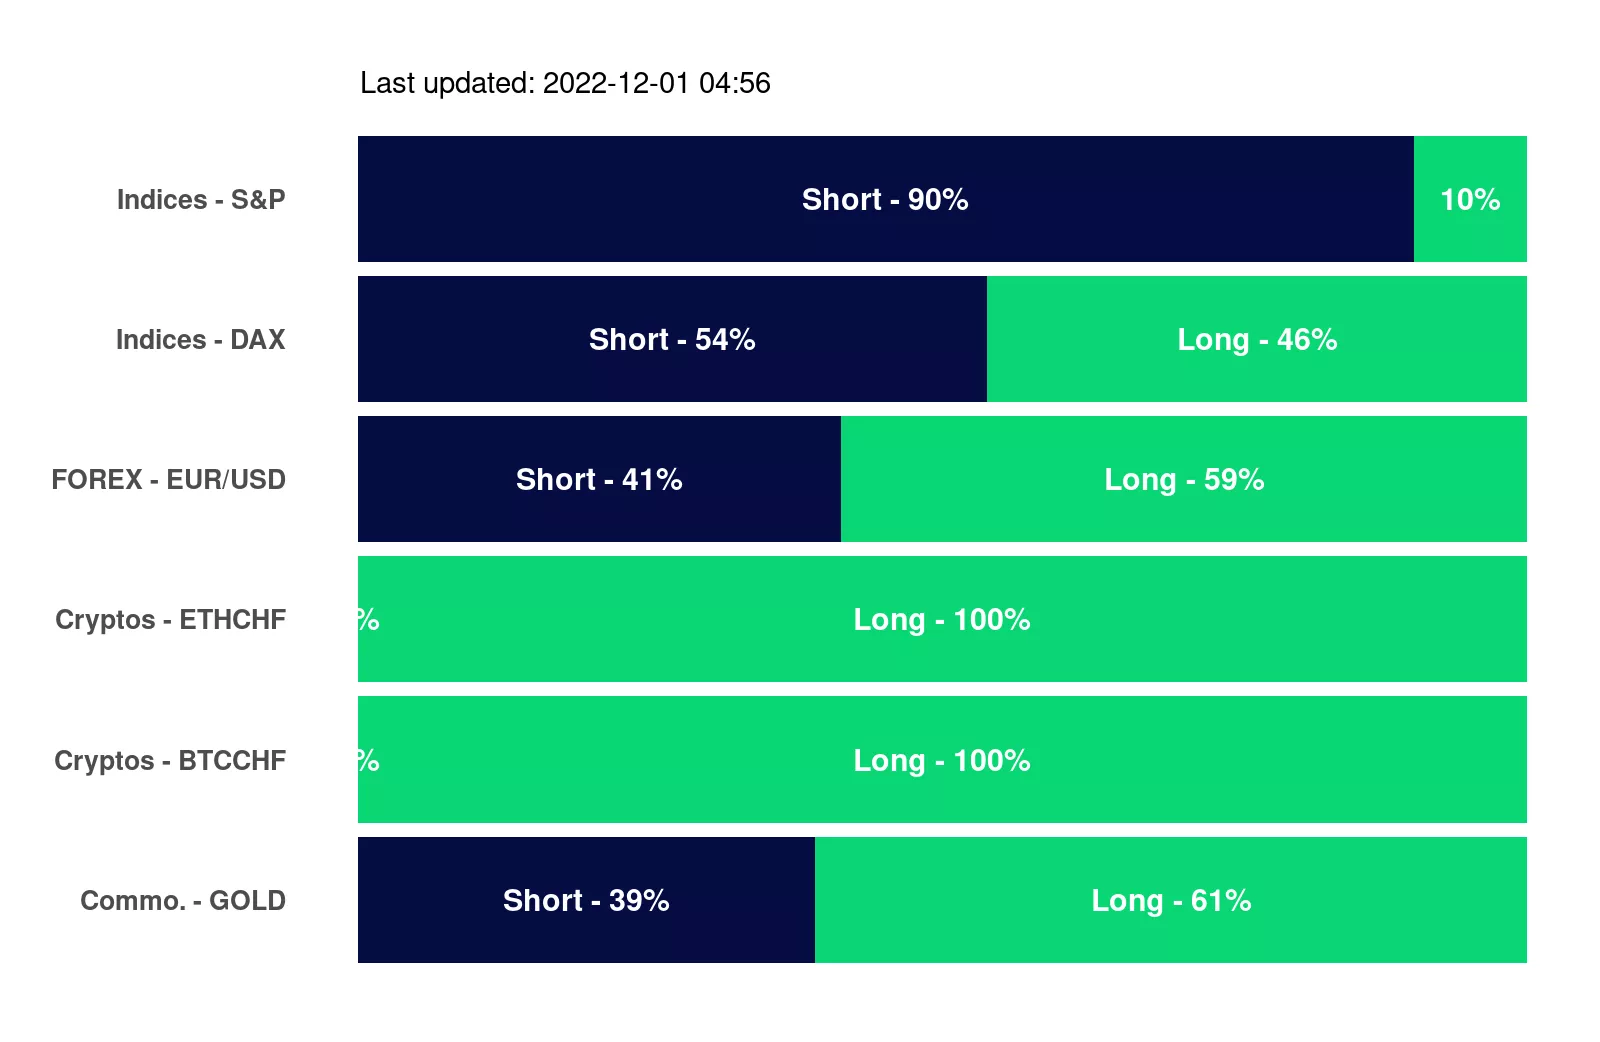 Last updated: 2022-12-01 04:56
Indices - S&P Short - 90% 10%
Indices - DAX Short - 54% Long - 46%
FOREX - EUR/USD Short - 41% Long - 59%
Cryptos - ETHCHF % Long - 100%
Cryptos - BTCCHF % Long - 100%
Commo. - GOLD Short - 39% Long - 61%